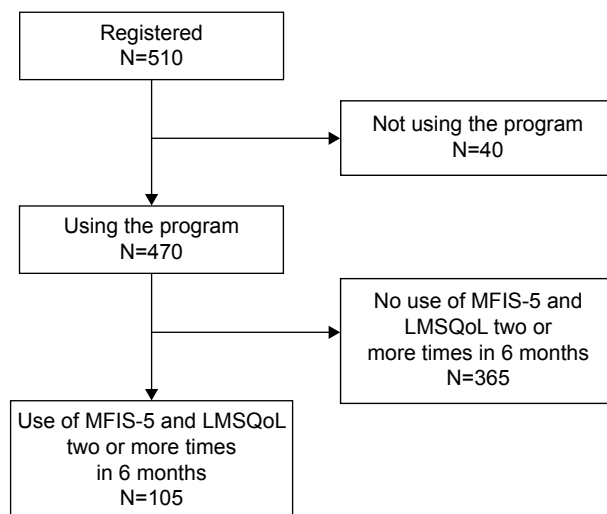 Registered
N=510
Not using the program
N=40
Using the program
N=470
No use of MFIS-5 and
LMSQoL two or
more times in 6 months
N=365
Use of MFIS-5 and LMSQoL
two or more times
in 6 months
N=105